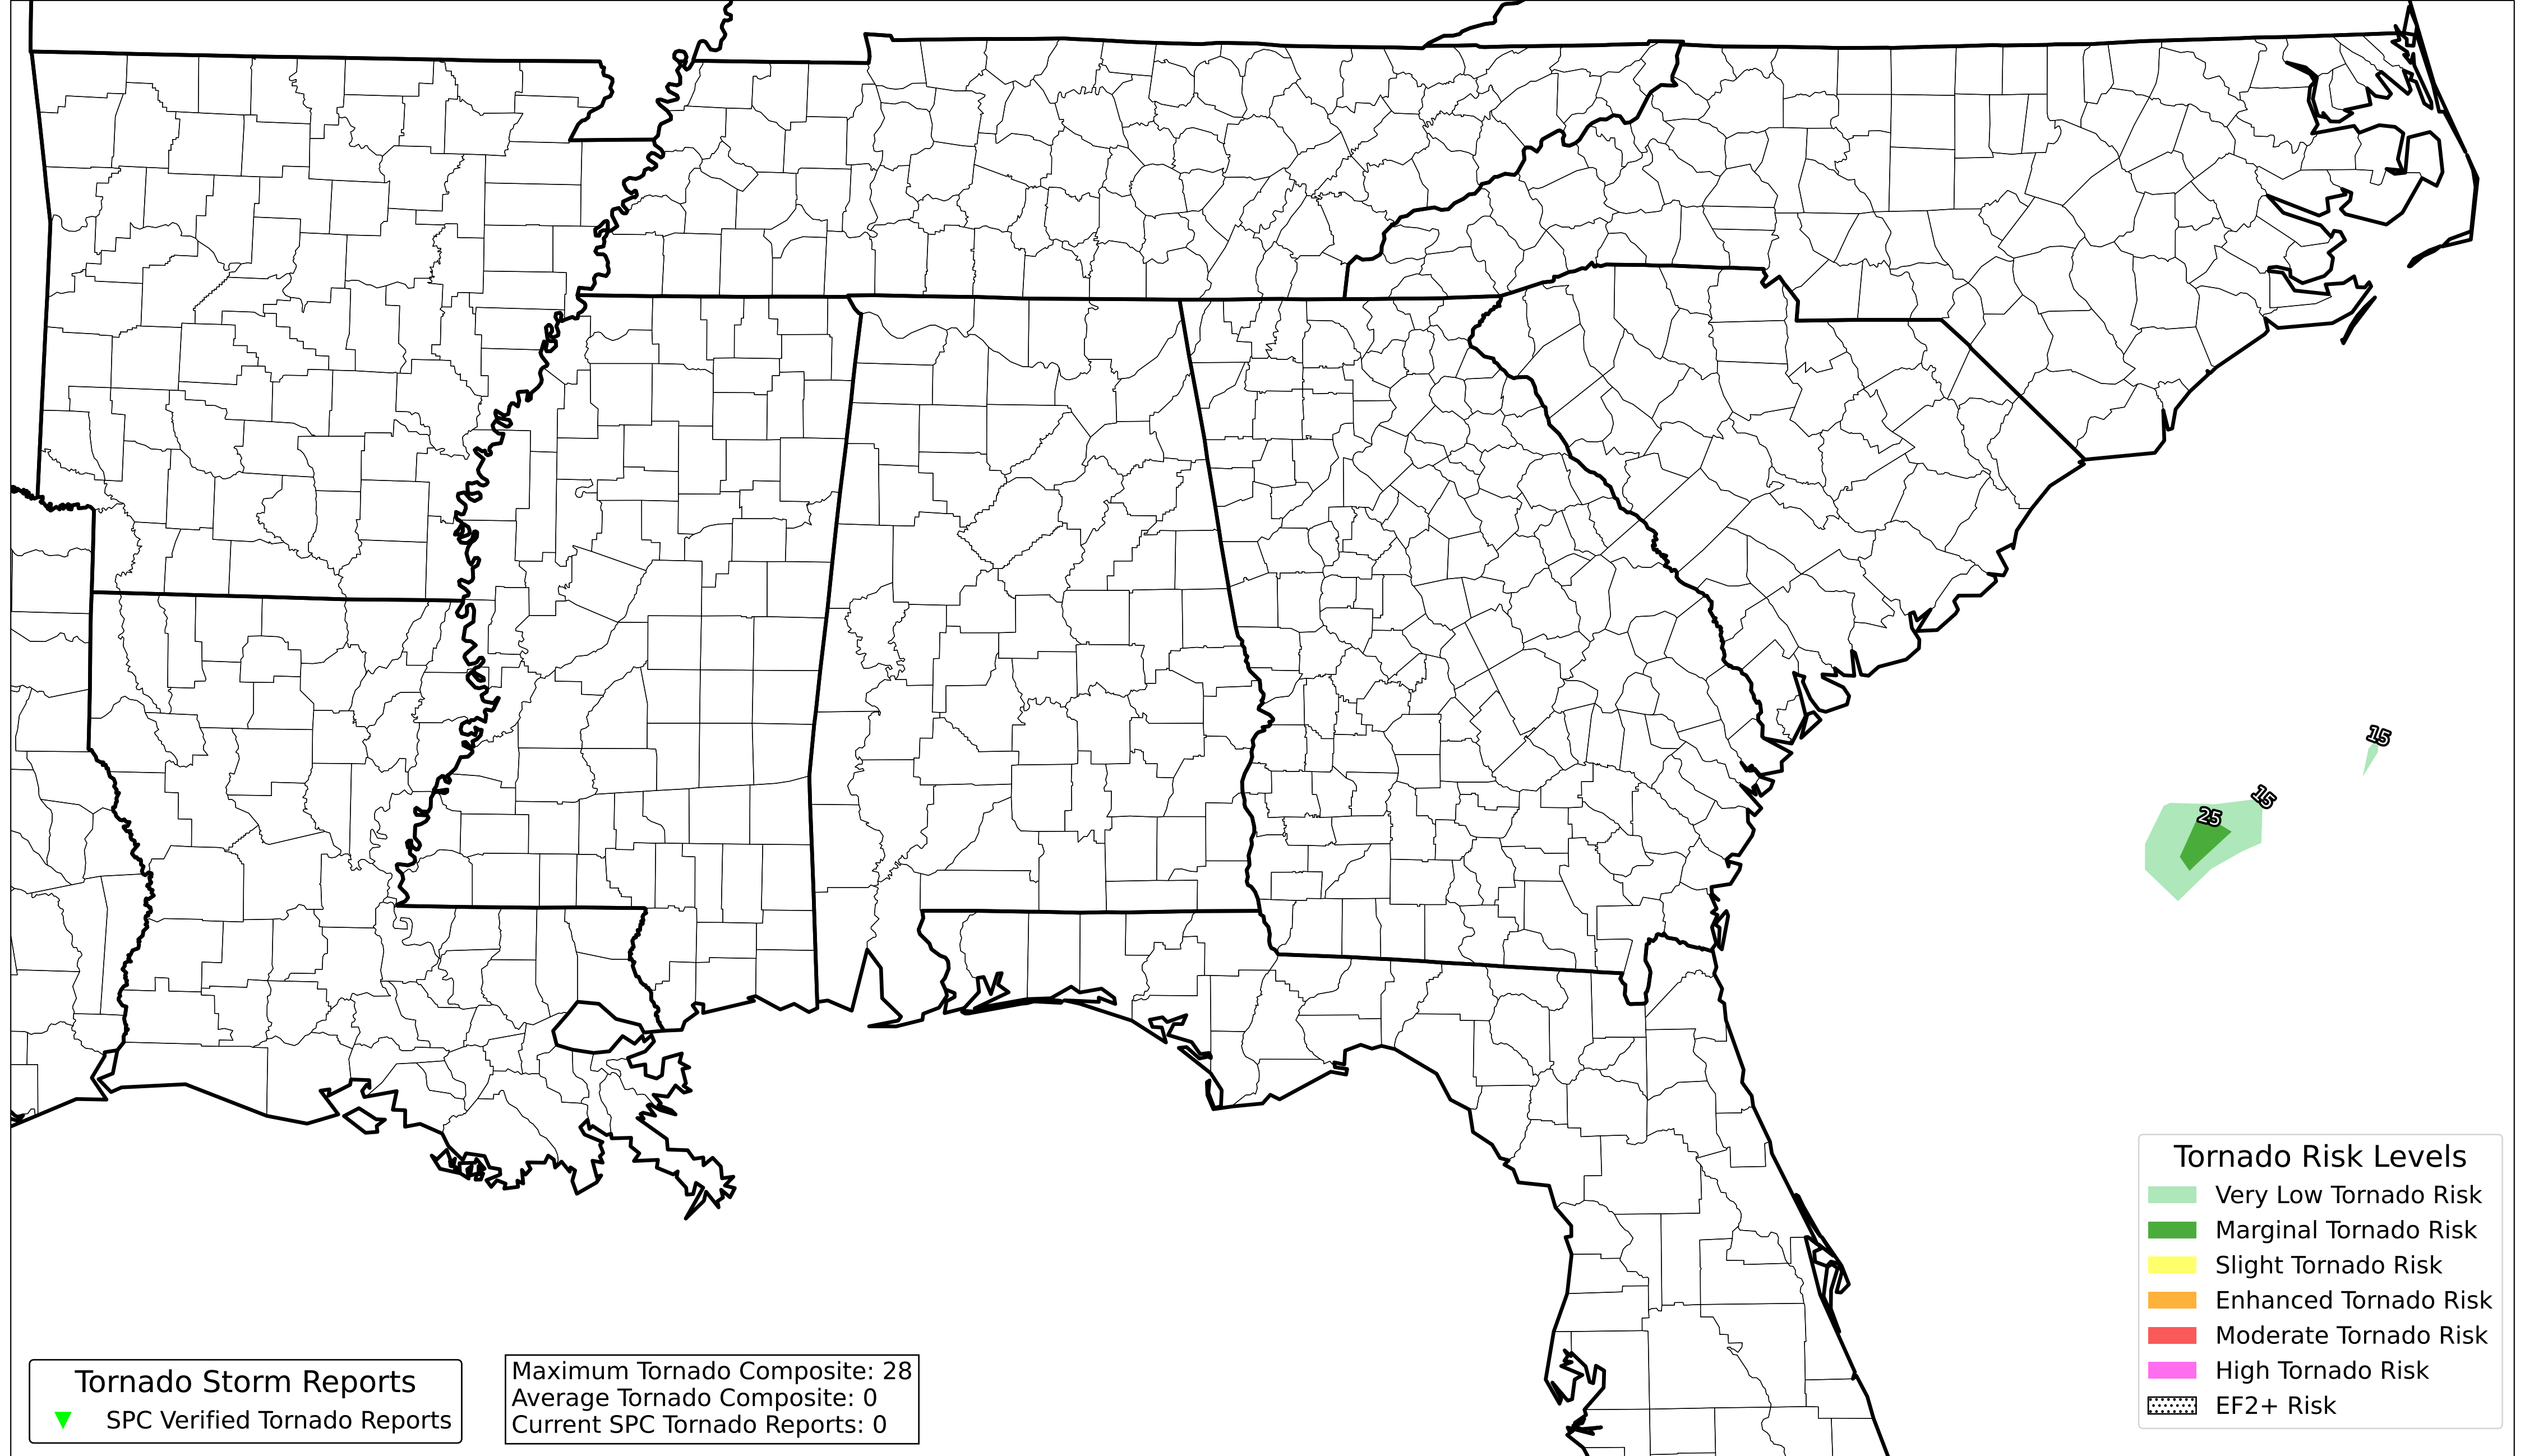 15
15
25
Tornado Risk Levels
Very Low Tornado Risk
Marginal Tornado Risk
Slight Tornado Risk
Enhanced Tornado Risk
Moderate Tornado Risk
High Tornado Risk
EF2+ Risk
Tornado Storm Reports
SPC Verified Tornado Reports
Maximum Tornado Composite: 28
Average Tornado Composite: 0
Current SPC Tornado Reports: 0